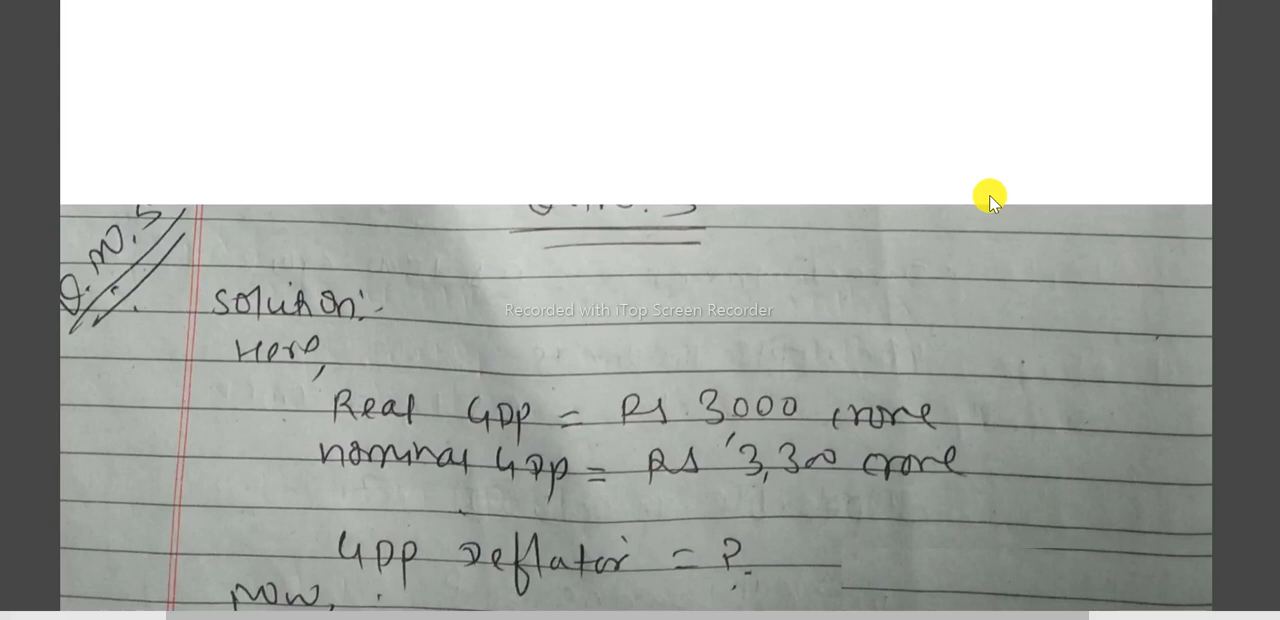 Q. NO. 5
Solution:-
Recorded with iTop Screen Recorder
Here,
Real GDP = Rs 3000 crore
nominal GDP = Rs 3,300 crore
GDP Deflator = ?
Now,